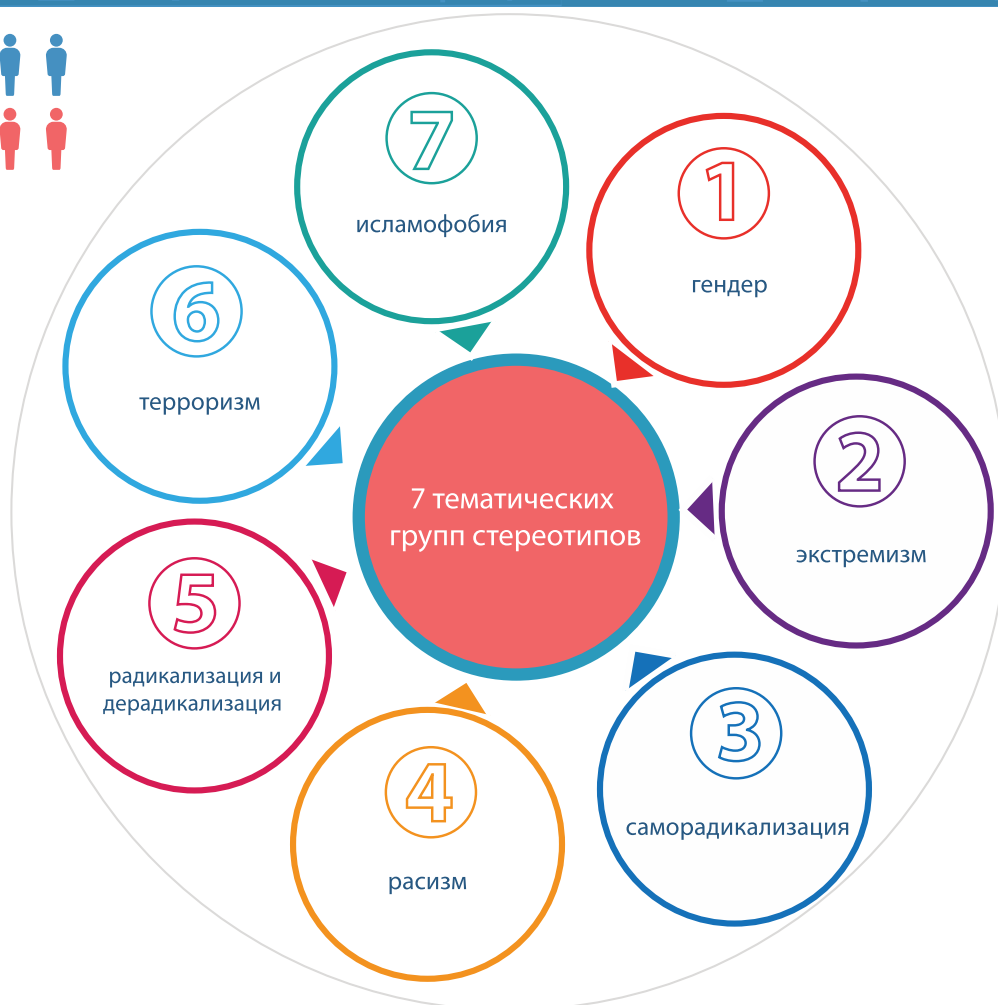 7 тематических
групп стереотипов
1
гендер
2
экстремизм
3
саморадикализация
4
расизм
5
радикализация и
дерадикализация
6
терроризм
7
исламофобия